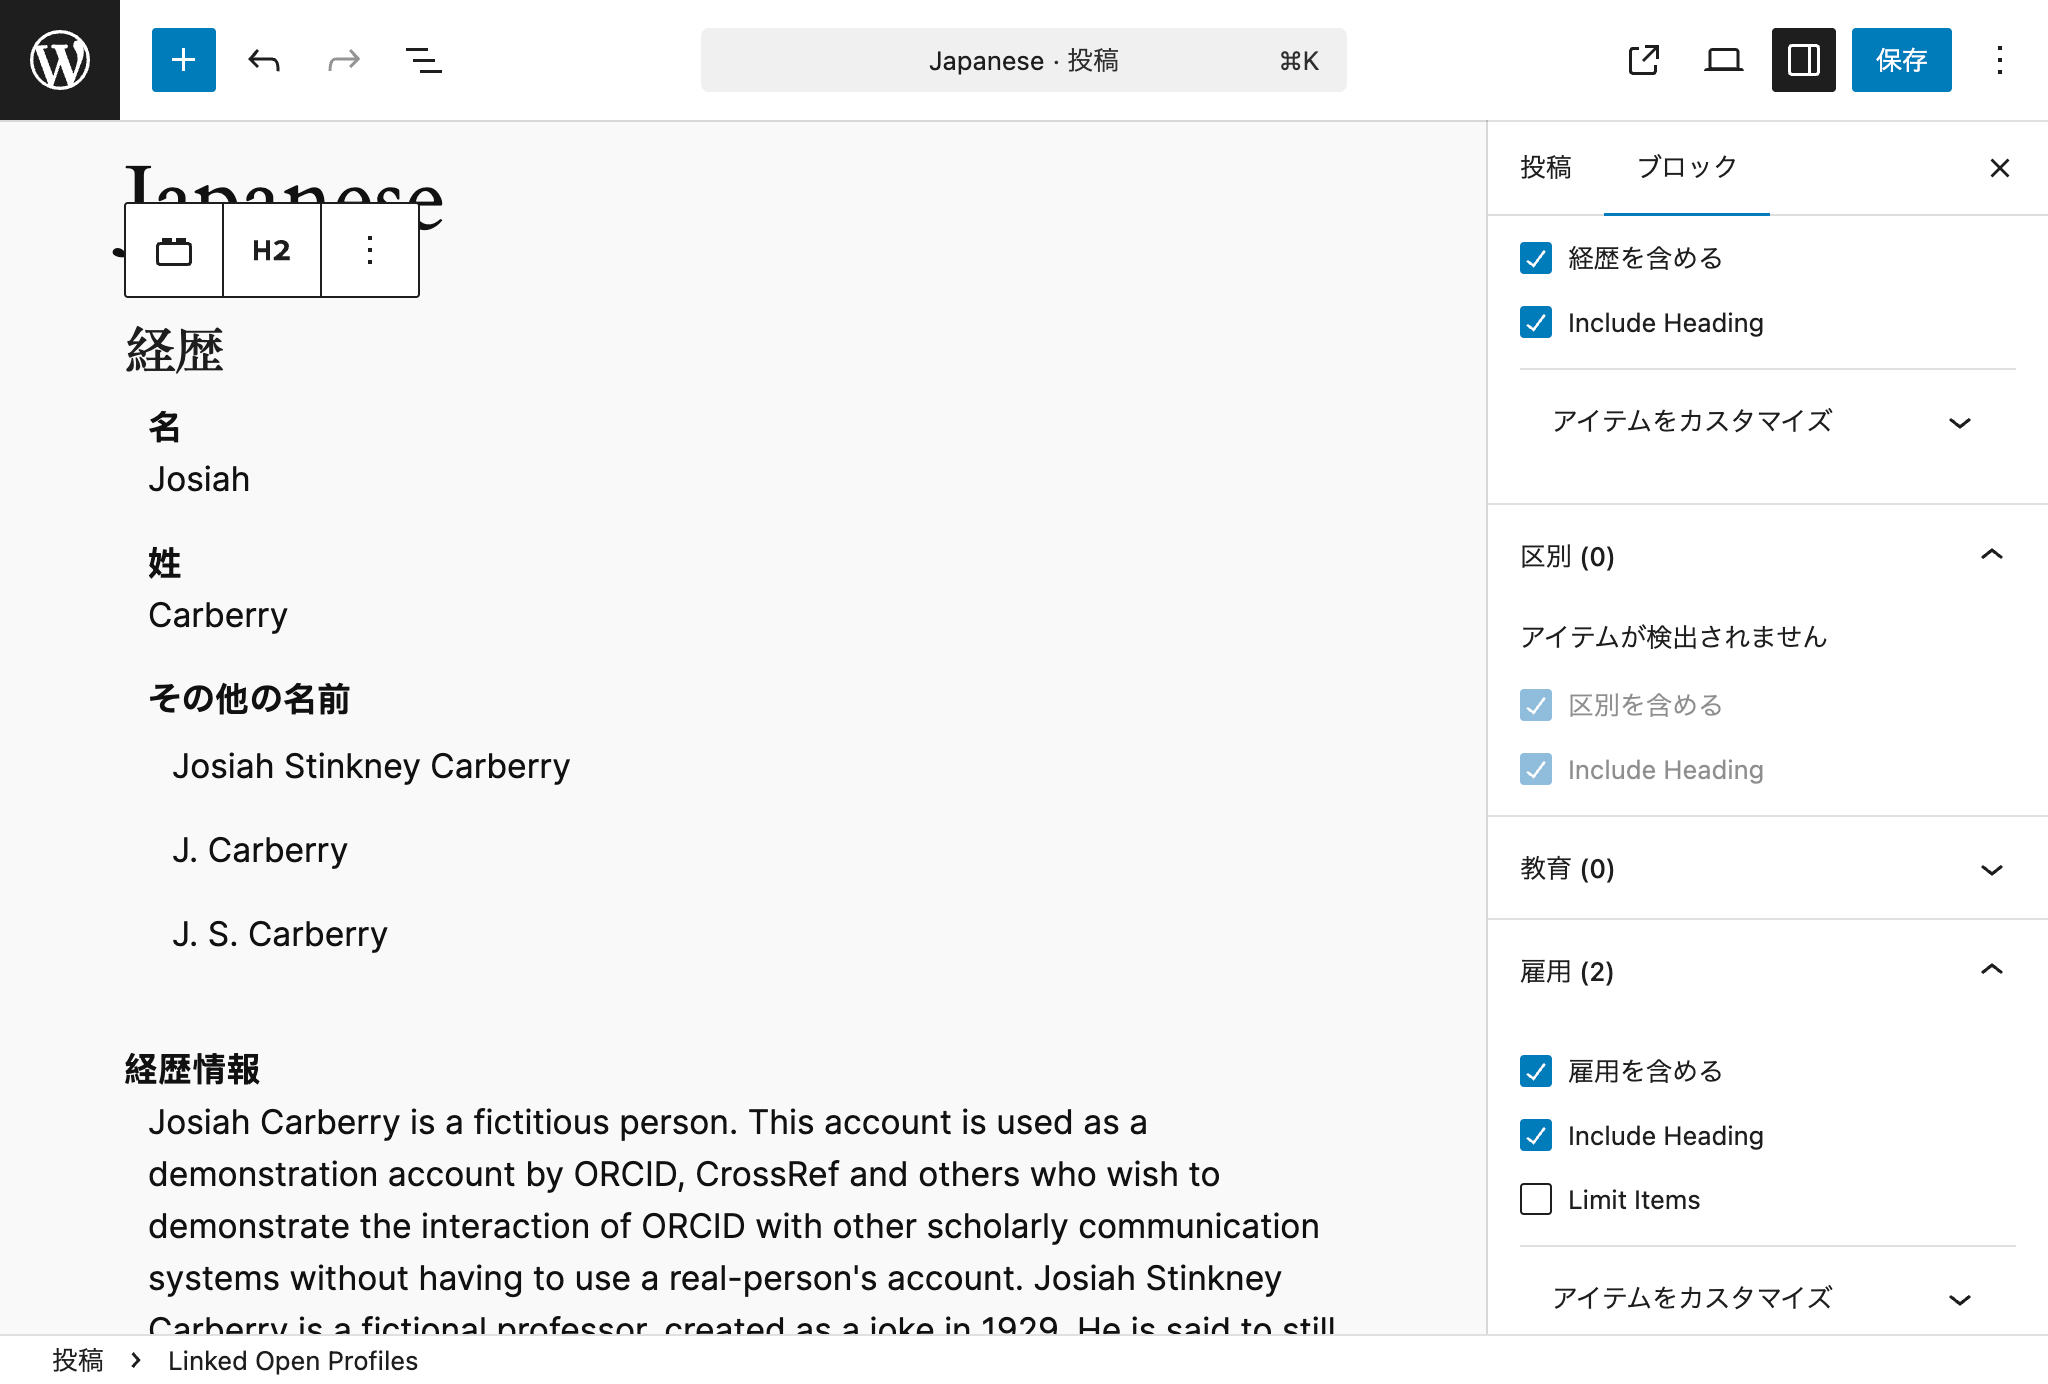 Japanese · 投稿 ⌘K
保存
Japanese
H2
経歴
名
Josiah
姓
Carberry
その他の名前
Josiah Stinkney Carberry
J. Carberry
J. S. Carberry
経歴情報
Josiah Carberry is a fictitious person. This account is used as a
demonstration account by ORCID, CrossRef and others who wish to
demonstrate the interaction of ORCID with other scholarly communication
systems without having to use a real-person's account. Josiah Stinkney
Carberry is a fictional professor, created as a joke in 1929. He is said to still
投稿 ブロック
経歴を含める
Include Heading
アイテムをカスタマイズ
区別 (0)
アイテムが検出されません
区別を含める
Include Heading
教育 (0)
雇用 (2)
雇用を含める
Include Heading
Limit Items
アイテムをカスタマイズ
投稿 › Linked Open Profiles